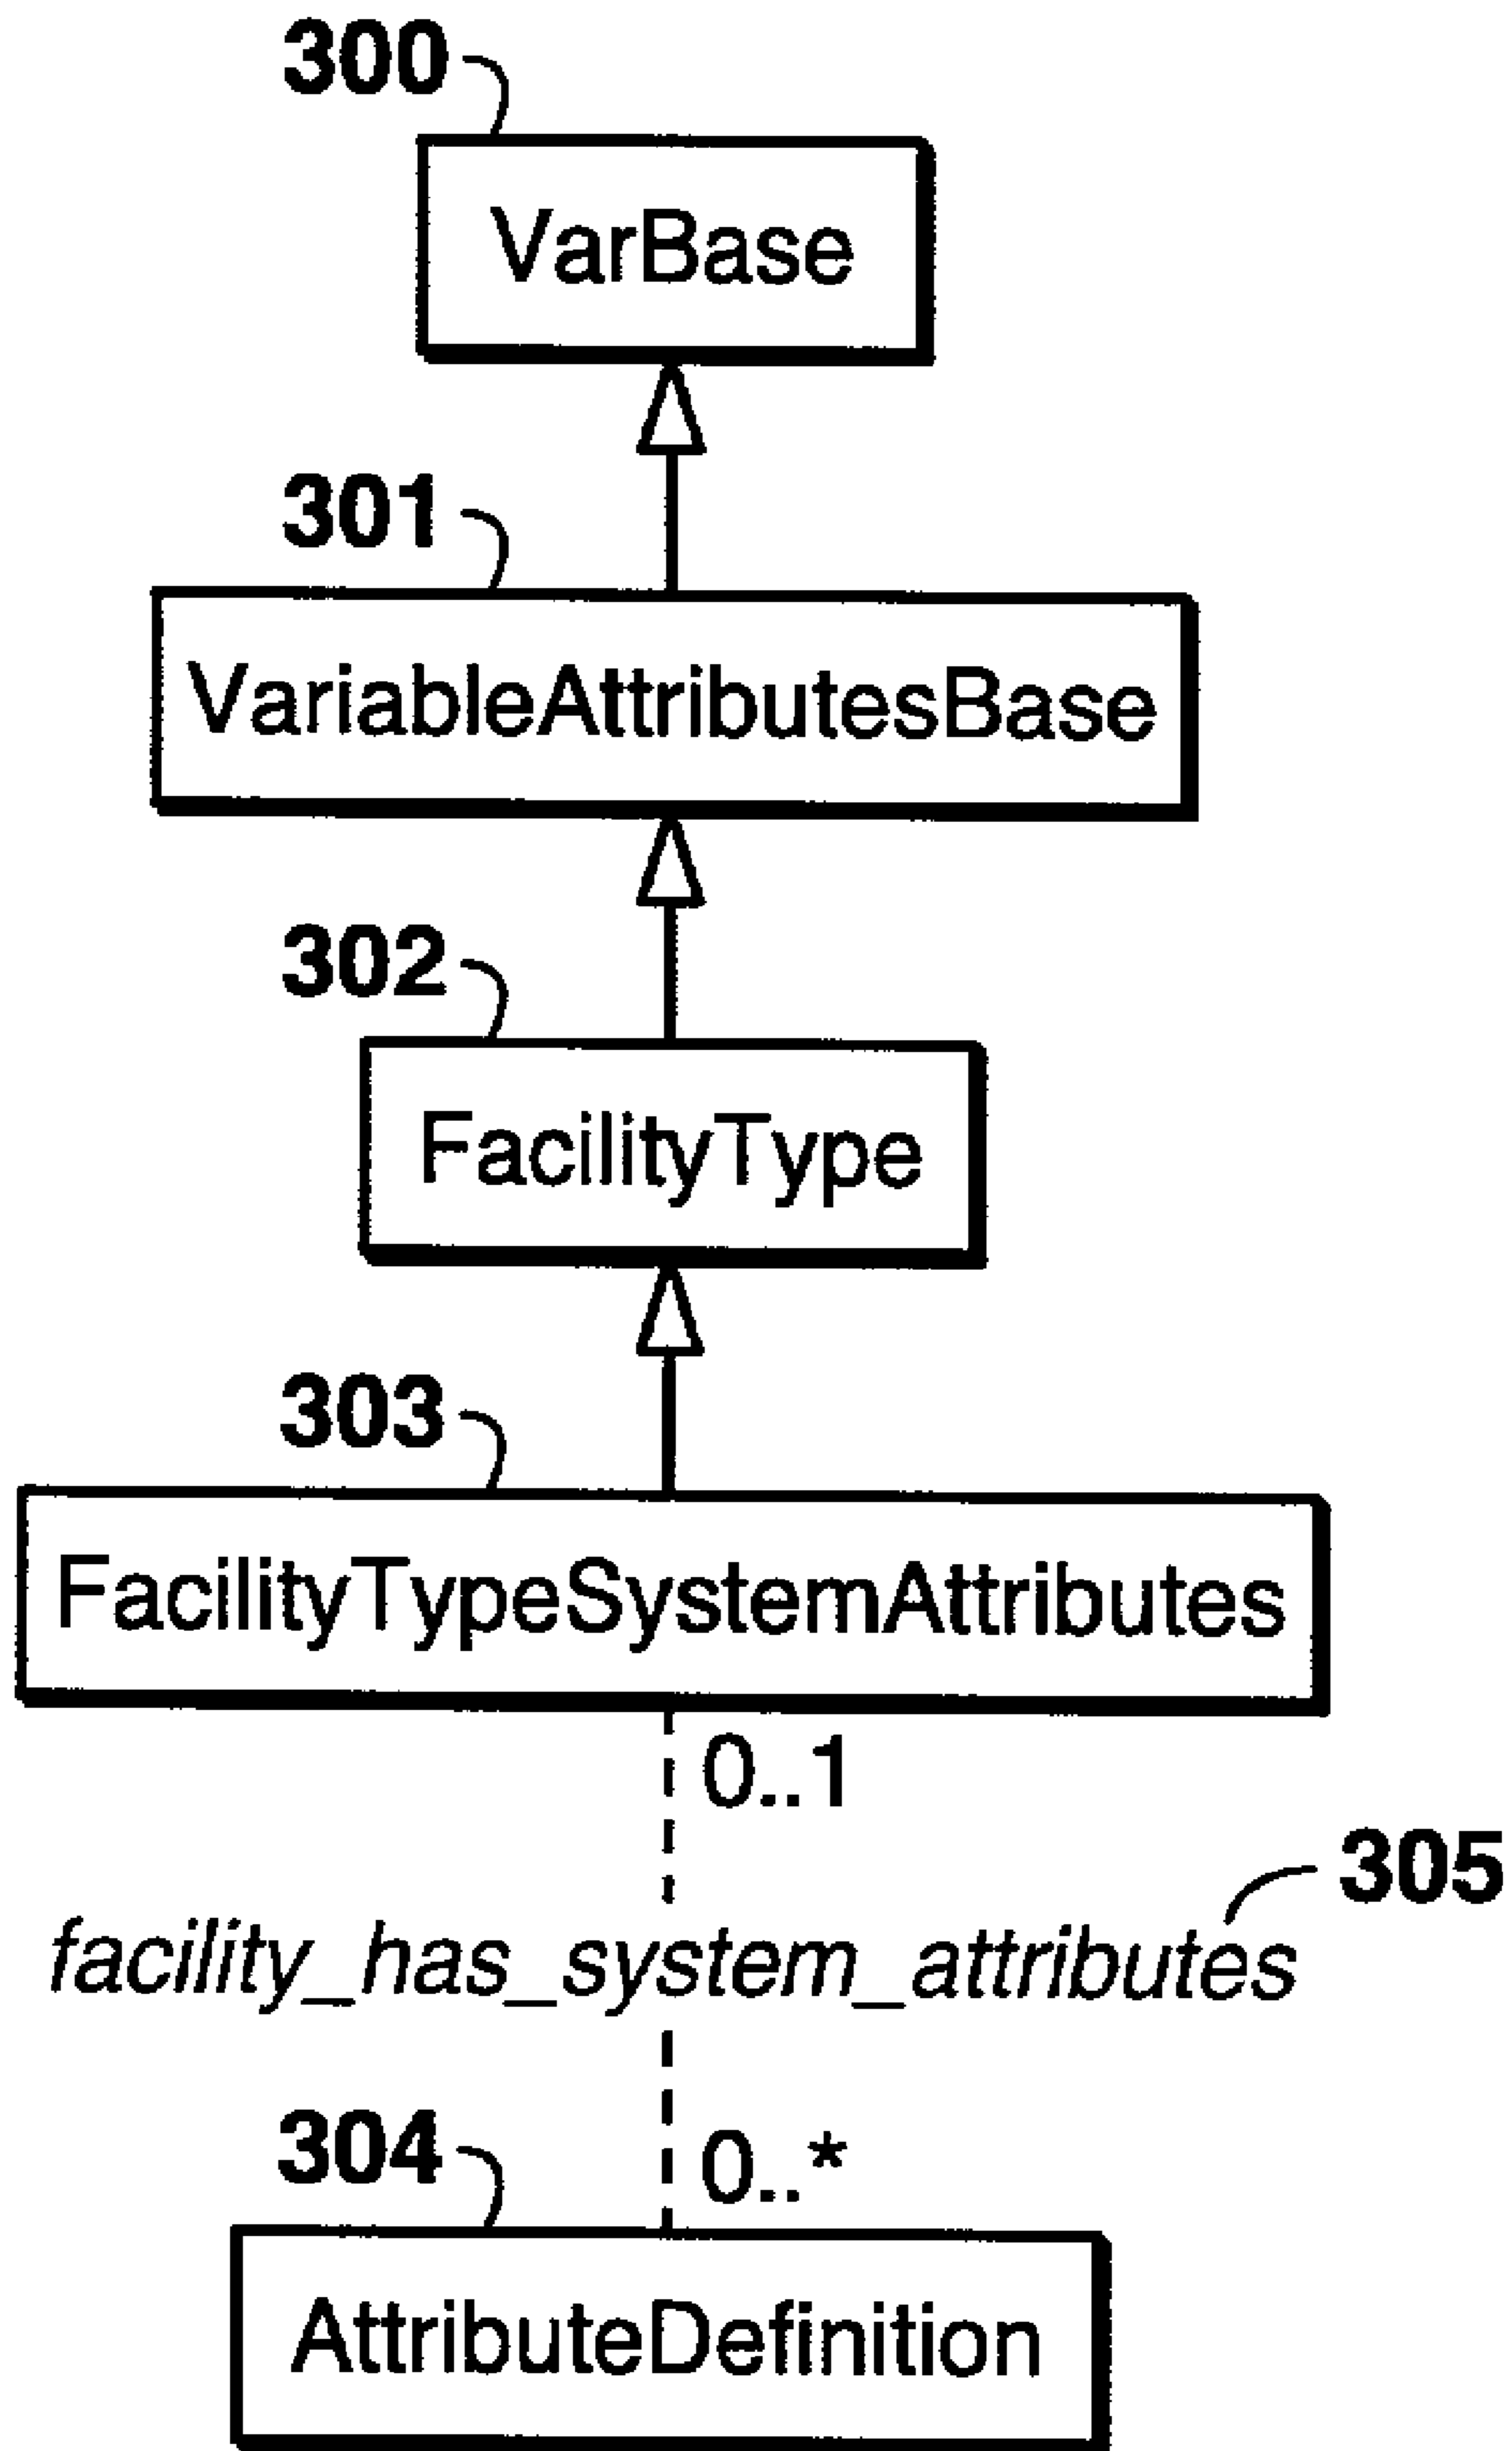 300
VarBase
301
VariableAttributesBase
302
FacilityType
303
FacilityTypeSystemAttributes
0..1
305
facility_has_system_attributes
304
0..*
AttributeDefinition